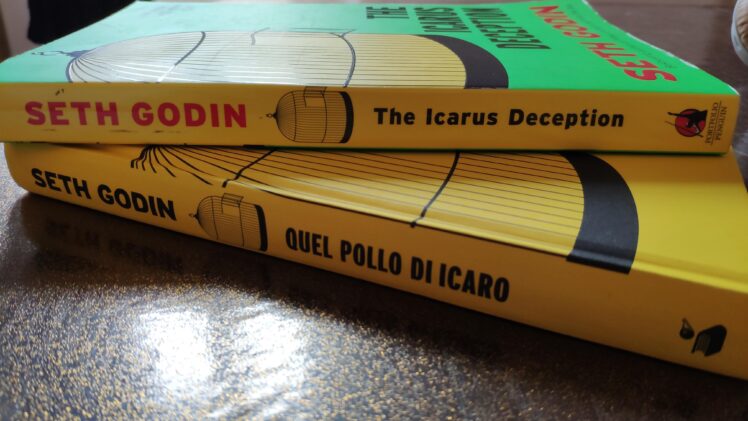 THE
ICARUS
DECEPTION
SETH GODIN
SETH GODIN
The Icarus Deception
PORTFOLIO
PENGUIN
SETH GODIN
QUEL POLLO DI ICARO